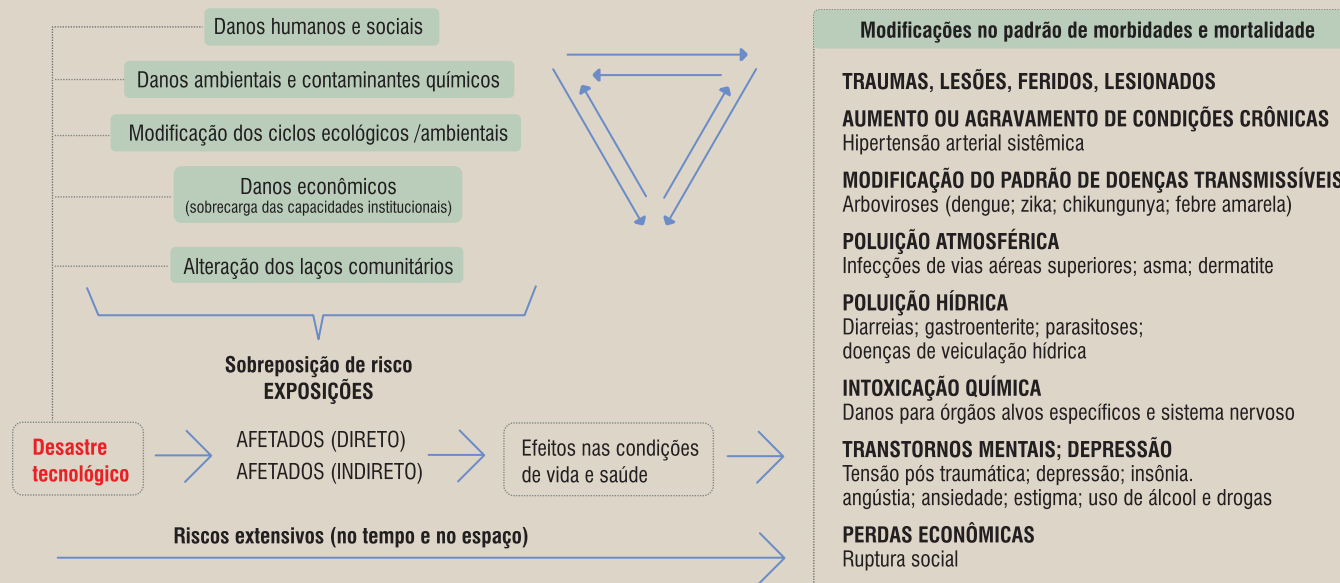 Danos humanos e sociais
Danos ambientais e contaminantes químicos
Modificação dos ciclos ecológicos /ambientais
Danos econômicos
(sobrecarga das capacidades institucionais)
Alteração dos laços comunitários
Sobreposição de risco
EXPOSIÇÕES
Desastre
tecnológico
AFETADOS (DIRETO)
AFETADOS (INDIRETO)
Efeitos nas condições
de vida e saúde
Riscos extensivos (no tempo e no espaço)
Modificações no padrão de morbidades e mortalidade
TRAUMAS, LESÕES, FERIDOS, LESIONADOS
AUMENTO OU AGRAVAMENTO DE CONDIÇÕES CRÔNICAS
Hipertensão arterial sistêmica
MODIFICAÇÃO DO PADRÃO DE DOENÇAS TRANSMISSÍVEIS
Arboviroses (dengue; zika; chikungunya; febre amarela)
POLUIÇÃO ATMOSFÉRICA
Infecções de vias aéreas superiores; asma; dermatite
POLUIÇÃO HÍDRICA
Diarreias; gastroenterite; parasitoses;
doenças de veiculação hídrica
INTOXICAÇÃO QUÍMICA
Danos para órgãos alvos específicos e sistema nervoso
TRANSTORNOS MENTAIS; DEPRESSÃO
Tensão pós traumática; depressão; insônia.
angústia; ansiedade; estigma; uso de álcool e drogas
PERDAS ECONÔMICAS
Ruptura social